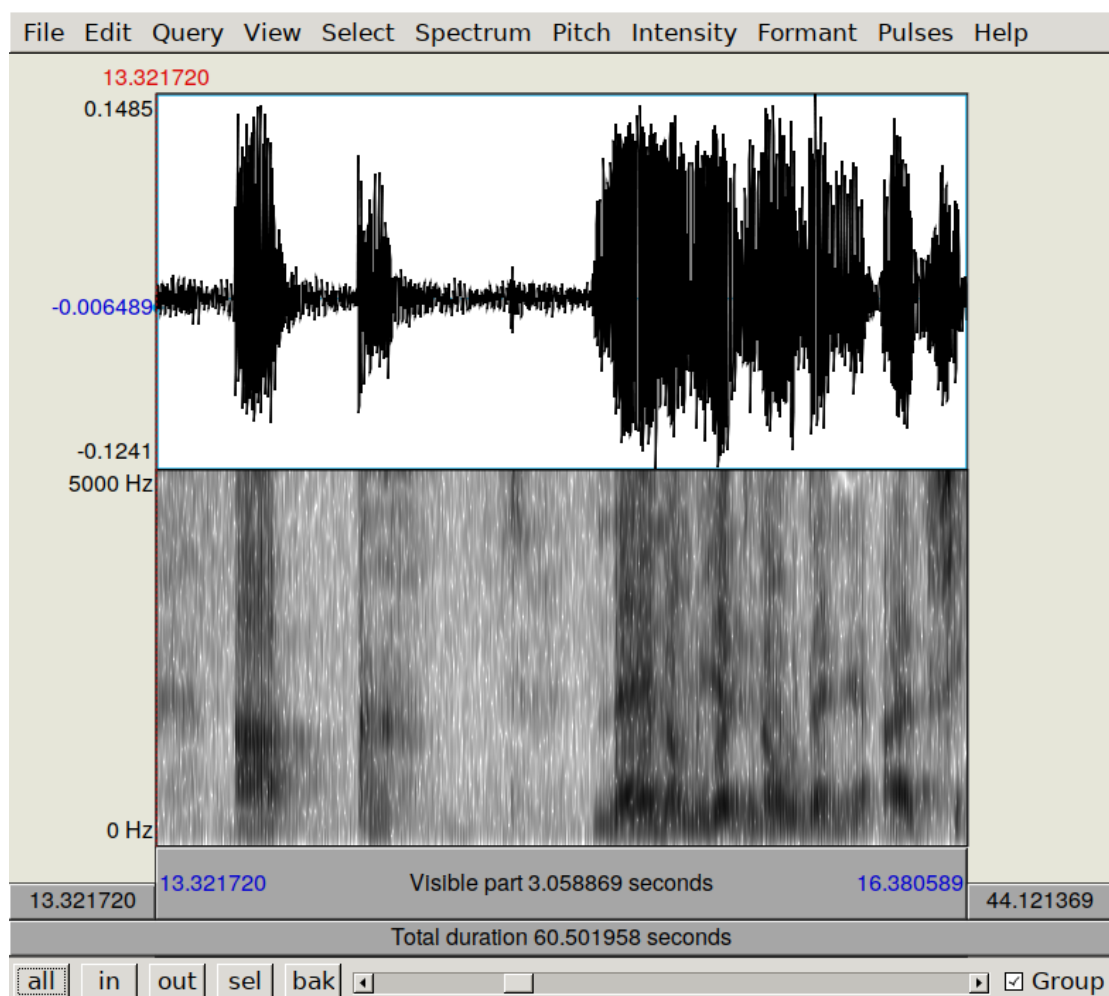 File Edit Query View Select Spectrum Pitch Intensity Formant Pulses Help
13.321720
0.1485
-0.006489
-0.1241
5000 Hz
0 Hz
13.321720 Visible part 3.058869 seconds 16.380589
13.321720 44.121369
Total duration 60.501958 seconds
all in out sel bak Group